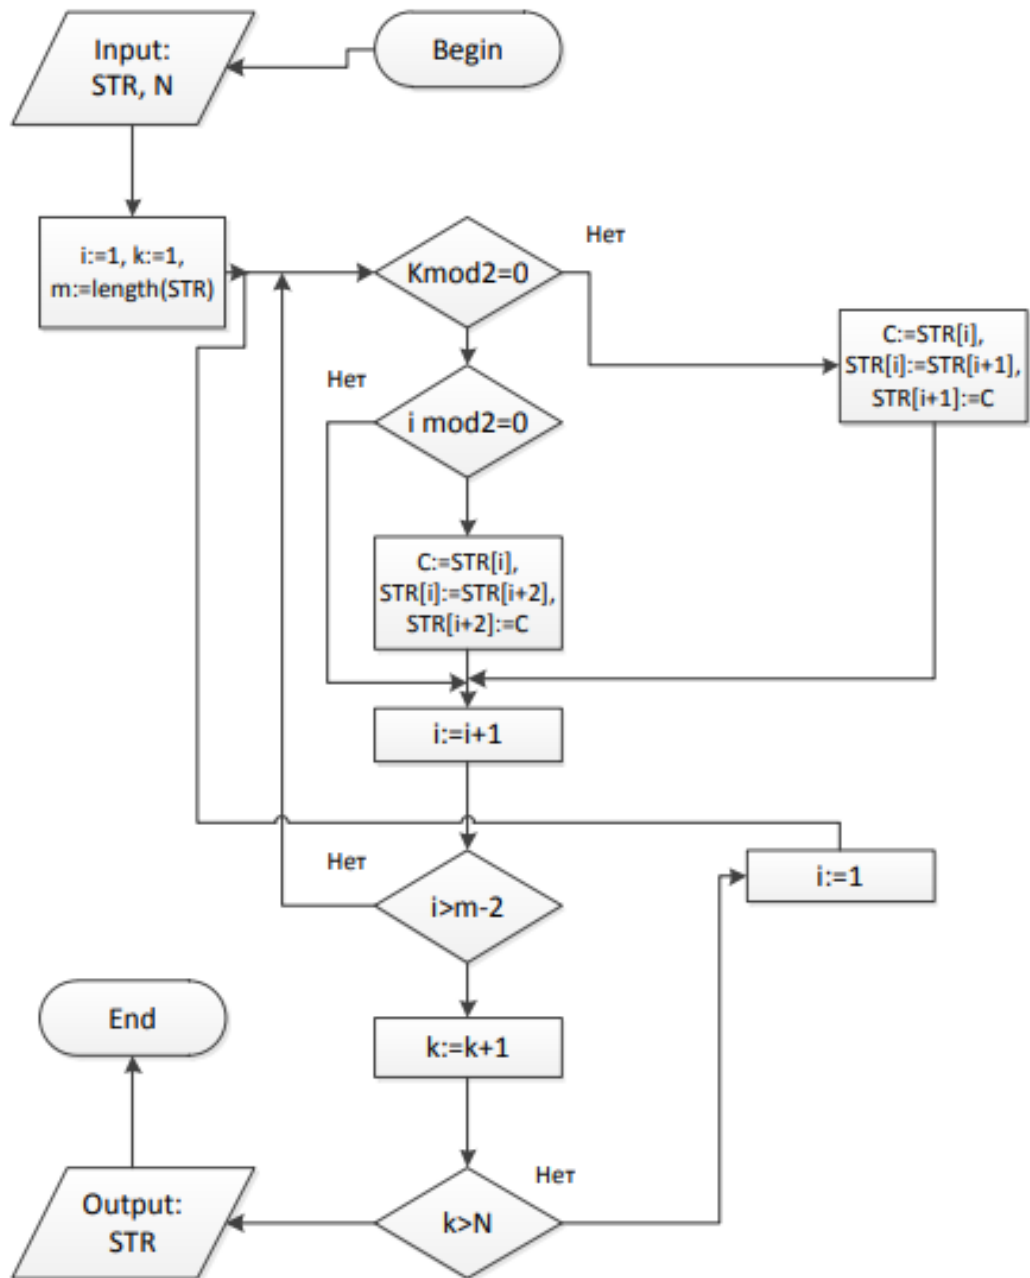 Begin
Input:
STR, N
i:=1, k:=1,
m:=length(STR)
Kmod2=0
Нет
C:=STR[i],
STR[i]:=STR[i+1],
STR[i+1]:=C
Нет
i mod2=0
C:=STR[i],
STR[i]:=STR[i+2],
STR[i+2]:=C
i:=i+1
Нет
i>m-2
i:=1
k:=k+1
Нет
k>N
Output:
STR
End